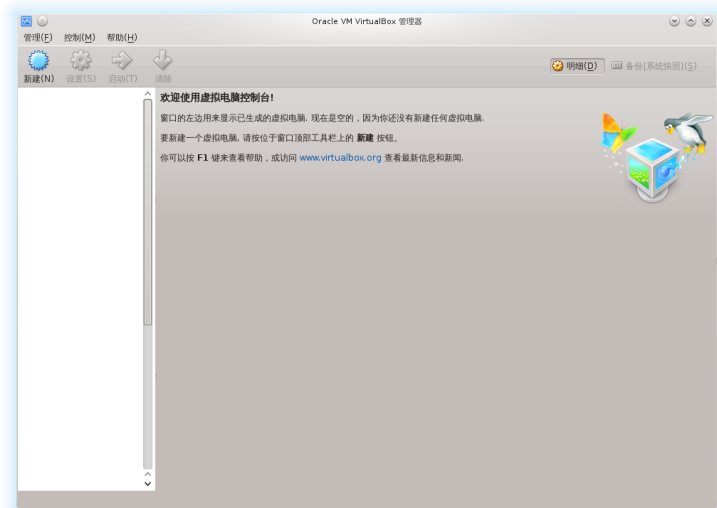 Oracle VM VirtualBox 管理器
管理(F) 控制(M) 帮助(H)
新建(N) 设置(S) 启动(T) 清除
明细(D) 备份[系统快照](S)
欢迎使用虚拟电脑控制台!
窗口的左边用来显示已生成的虚拟电脑. 现在是空的，因为你还没有新建任何虚拟电脑.
要新建一个虚拟电脑, 请按位于窗口顶部工具栏上的 新建 按钮。
你可以按 F1 键来查看帮助，或访问 www.virtualbox.org 查看最新信息和新闻.